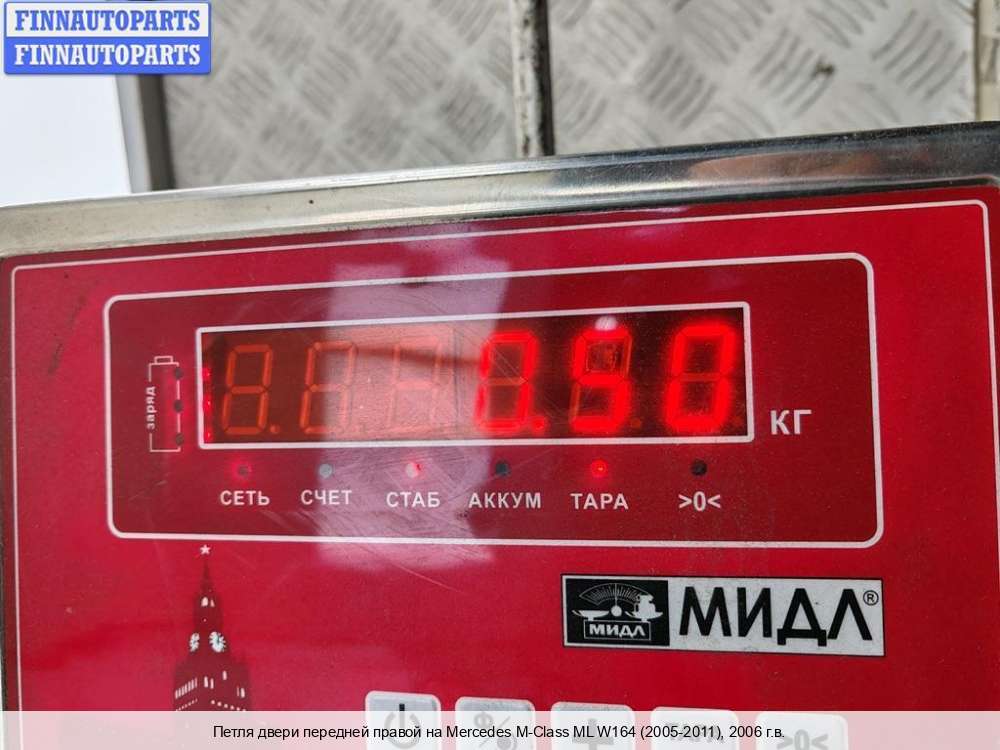 FINNAUTOPARTS
FINNAUTOPARTS
заряд
0.50 КГ
СЕТЬ СЧЕТ СТАБ АККУМ ТАРА >0<
МИДЛ МИДЛ®
>0<
Петля двери передней правой на Mercedes M-Class ML W164 (2005-2011), 2006 г.в.